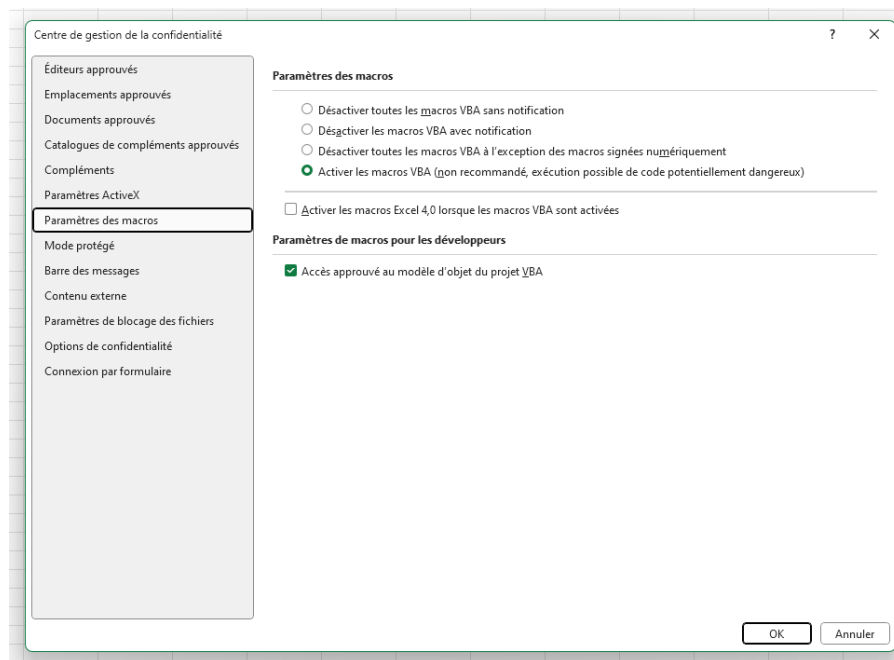 Centre de gestion de la confidentialité
?
Éditeurs approuvés
Emplacements approuvés
Documents approuvés
Catalogues de compléments approuvés
Compléments
Paramètres ActiveX
Paramètres des macros
Mode protégé
Barre des messages
Contenu externe
Paramètres de blocage des fichiers
Options de confidentialité
Connexion par formulaire
Paramètres des macros
Désactiver toutes les macros VBA sans notification
Désactiver les macros VBA avec notification
Désactiver toutes les macros VBA à l'exception des macros signées numériquement
Activer les macros VBA (non recommandé, exécution possible de code potentiellement dangereux)
Activer les macros Excel 4,0 lorsque les macros VBA sont activées
Paramètres de macros pour les développeurs
Accès approuvé au modèle d'objet du projet VBA
OK
Annuler